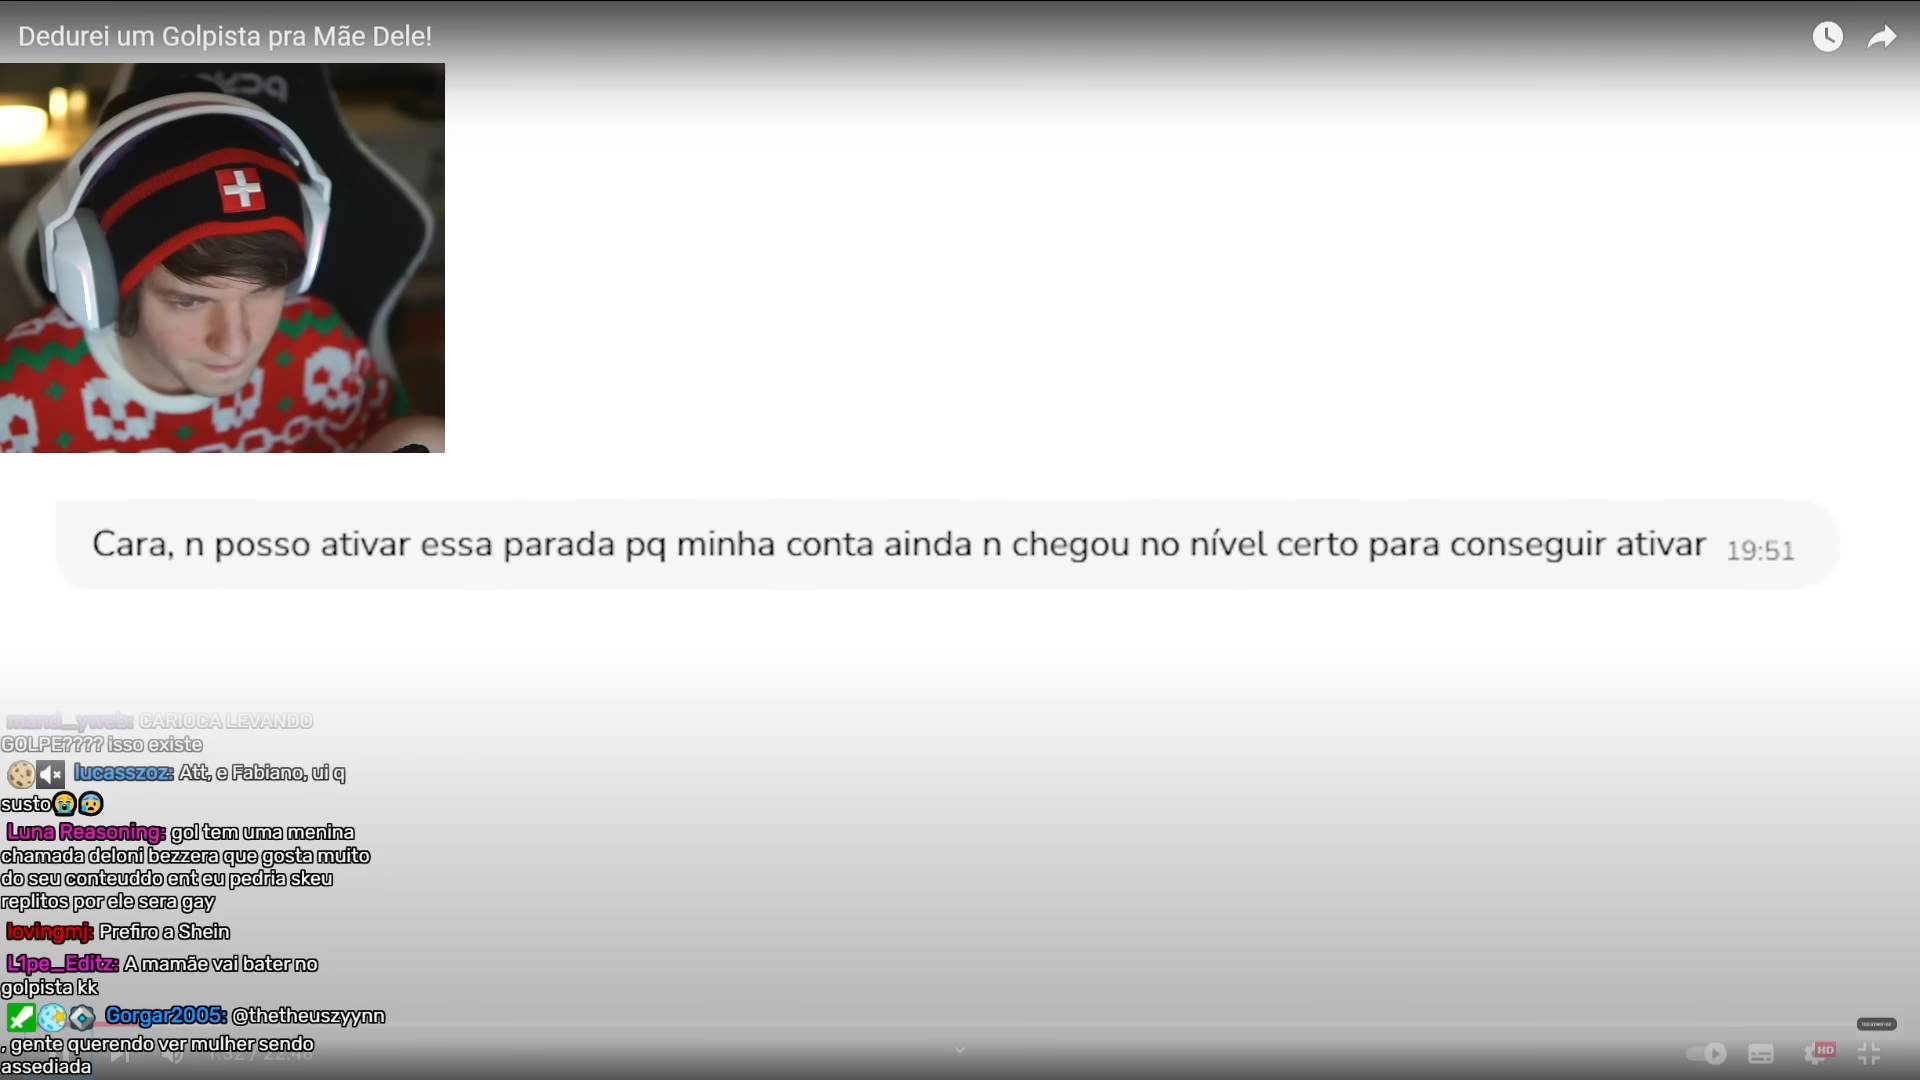 Dedurei um Golpista pra Mãe Dele!
Cara, n posso ativar essa parada pq minha conta ainda n chegou no nível certo para conseguir ativar 19:51
mand_yweb: CARIOCA LEVANDO
GOLPE???? isso existe
lucasszoz: Att, e Fabiano, ui q
susto😭😰
Luna Reasoning: gol tem uma menina
chamada deloni bezzera que gosta muito
do seu conteuddo ent eu pedria skeu
replitos por ele sera gay
lovingmj: Prefiro a Shein
L1pe_Editz: A mamãe vai bater no
golpista kk
Gorgar2005: @thetheuszyynn
, gente querendo ver mulher sendo
assediada
HD